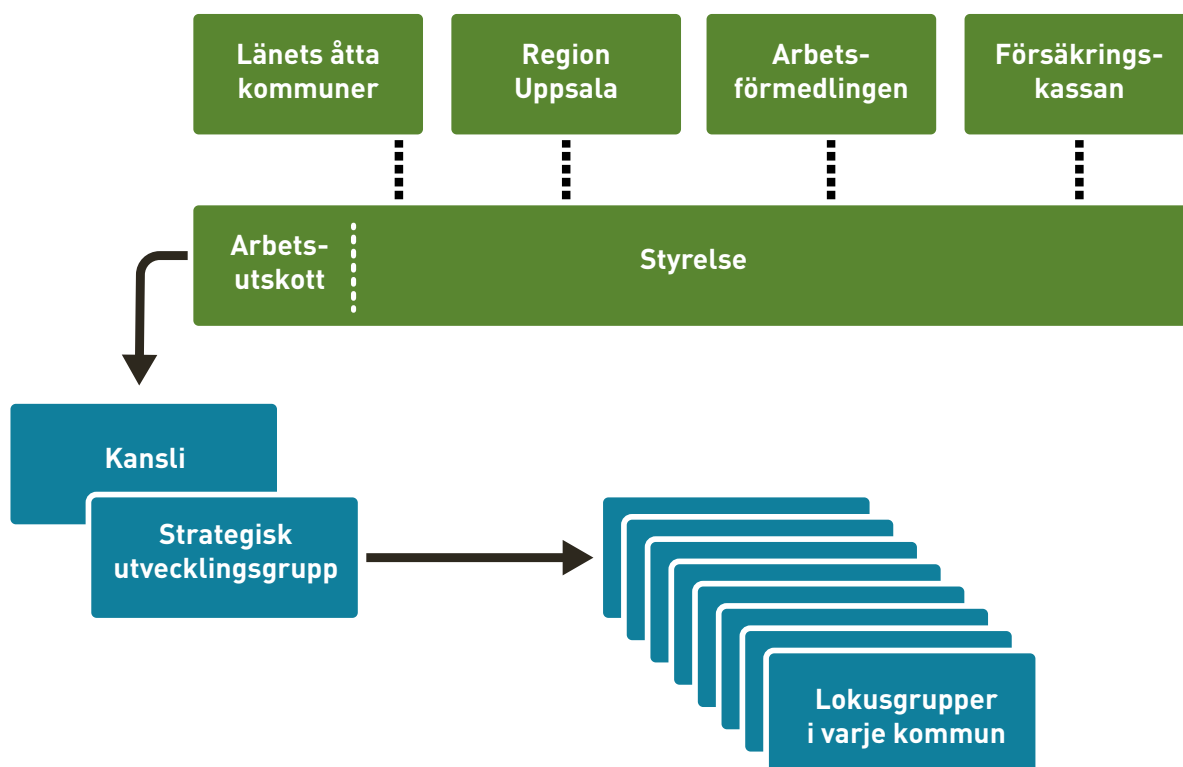 Länets åtta
kommuner
Region
Uppsala
Arbets-
förmedlingen
Försäkrings-
kassan
Arbets-
utskott
Styrelse
Kansli
Strategisk
utvecklingsgrupp
Lokusgrupper
i varje kommun